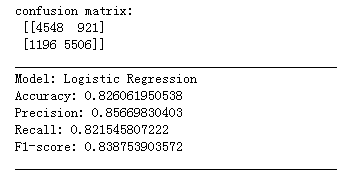 confusion matrix:
[[4548 921]
[1196 5506]]
Model: Logistic Regression
Accuracy: 0.826061950538
Precision: 0.85669830403
Recall: 0.821545807222
F1-score: 0.838753903572